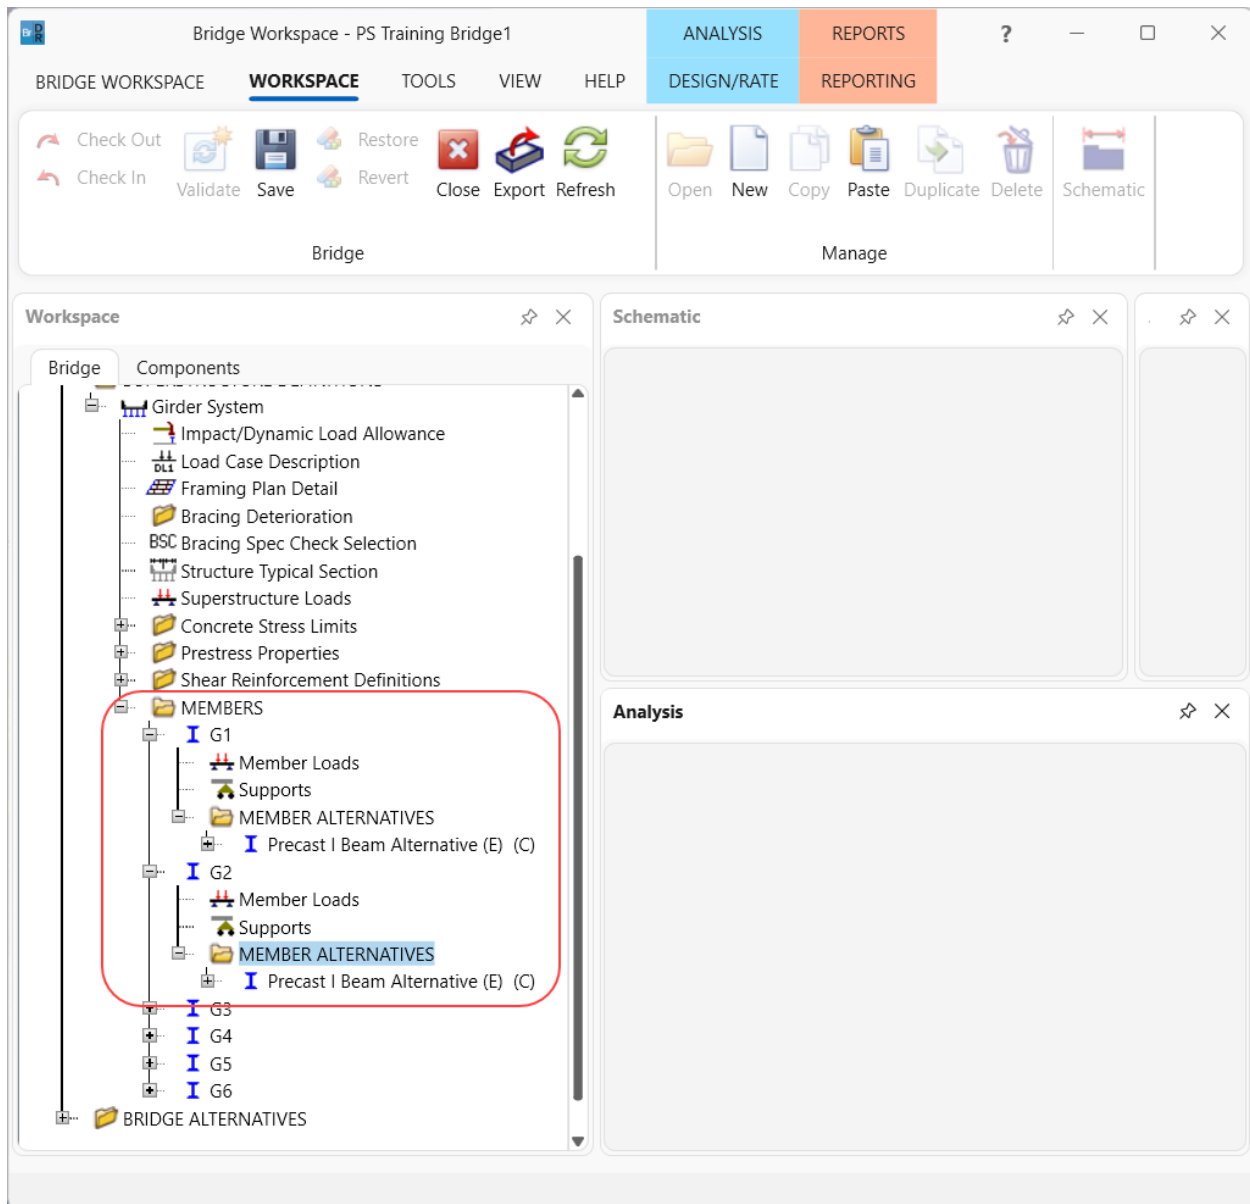 Br DR
Bridge Workspace - PS Training Bridge1
ANALYSIS
REPORTS
?
BRIDGE WORKSPACE
WORKSPACE
TOOLS
VIEW
HELP
DESIGN/RATE
REPORTING
Check Out
Check In
Validate
Save
Restore
Revert
Close
Export
Refresh
Bridge
Open
New
Copy
Paste
Duplicate
Delete
Manage
Schematic
Workspace
Bridge
Components
SUPERSTRUCTURE DEFINITIONS
Girder System
Impact/Dynamic Load Allowance
DL1 Load Case Description
Framing Plan Detail
Bracing Deterioration
BSC Bracing Spec Check Selection
Structure Typical Section
Superstructure Loads
Concrete Stress Limits
Prestress Properties
Shear Reinforcement Definitions
MEMBERS
G1
Member Loads
Supports
MEMBER ALTERNATIVES
Precast I Beam Alternative (E) (C)
G2
Member Loads
Supports
MEMBER ALTERNATIVES
Precast I Beam Alternative (E) (C)
G3
G4
G5
G6
BRIDGE ALTERNATIVES
Schematic
Analysis